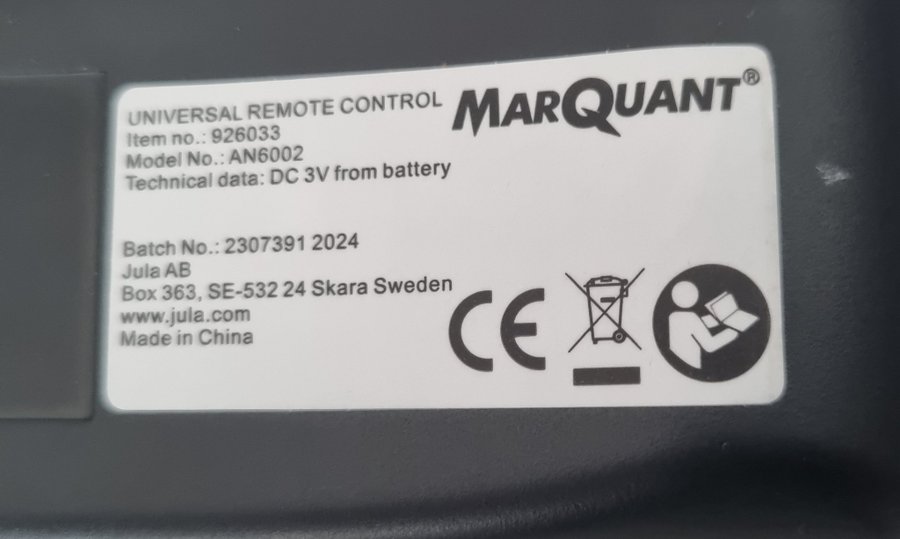 UNIVERSAL REMOTE CONTROL
MARQUANT®
Item no.: 926033
Model No.: AN6002
Technical data: DC 3V from battery
Batch No.: 2307391 2024
Jula AB
Box 363, SE-532 24 Skara Sweden
www.jula.com
Made in China
CE